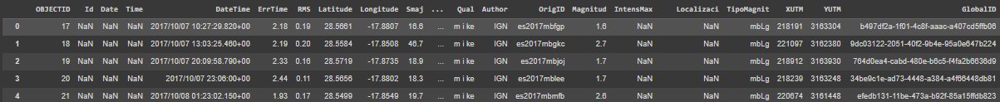 OBJECTID Id Date Time DateTime ErrTime RMS Latitude Longitude Smaj ... Qual Author OrigID Magnitud IntensMax Localizaci TipoMagnit XUTM YUTM GlobalID
0 17 NaN NaN NaN 2017/10/07 10:27:29.820+00 2.18 0.19 28.5661 -17.8807 16.6 ... m i ke IGN es2017mbfgp 1.6 NaN NaN mbLg 218191 3163304 b497df2a-1f01-4c8f-aaac-a407cd5ffb06
1 18 NaN NaN NaN 2017/10/07 13:03:25.460+00 2.19 0.20 28.5584 -17.8508 46.7 ... m i ke IGN es2017mbgkc 2.7 NaN NaN mbLg 221097 3162380 9dc03122-2051-40f2-9b4e-95a0e647b224
2 19 NaN NaN NaN 2017/10/07 20:09:58.790+00 2.33 0.16 28.5719 -17.8735 18.9 ... m i ke IGN es2017mbjoj 1.7 NaN NaN mbLg 218912 3163930 764d0ea4-cabd-480e-b6c5-f4fa2b6636d9
3 20 NaN NaN NaN 2017/10/07 23:06:00+00 2.44 0.11 28.5656 -17.8802 18.3 ... m i ke IGN es2017mblee 1.7 NaN NaN mbLg 218239 3163248 34be9c1e-ad73-4448-a384-a4f66448db81
4 21 NaN NaN NaN 2017/10/08 01:23:02.150+00 1.93 0.17 28.5499 -17.8549 19.7 ... m i ke IGN es2017mbmfb 2.6 NaN NaN mbLg 220674 3161448 efedb131-11be-473a-b92f-85a15ffdb823